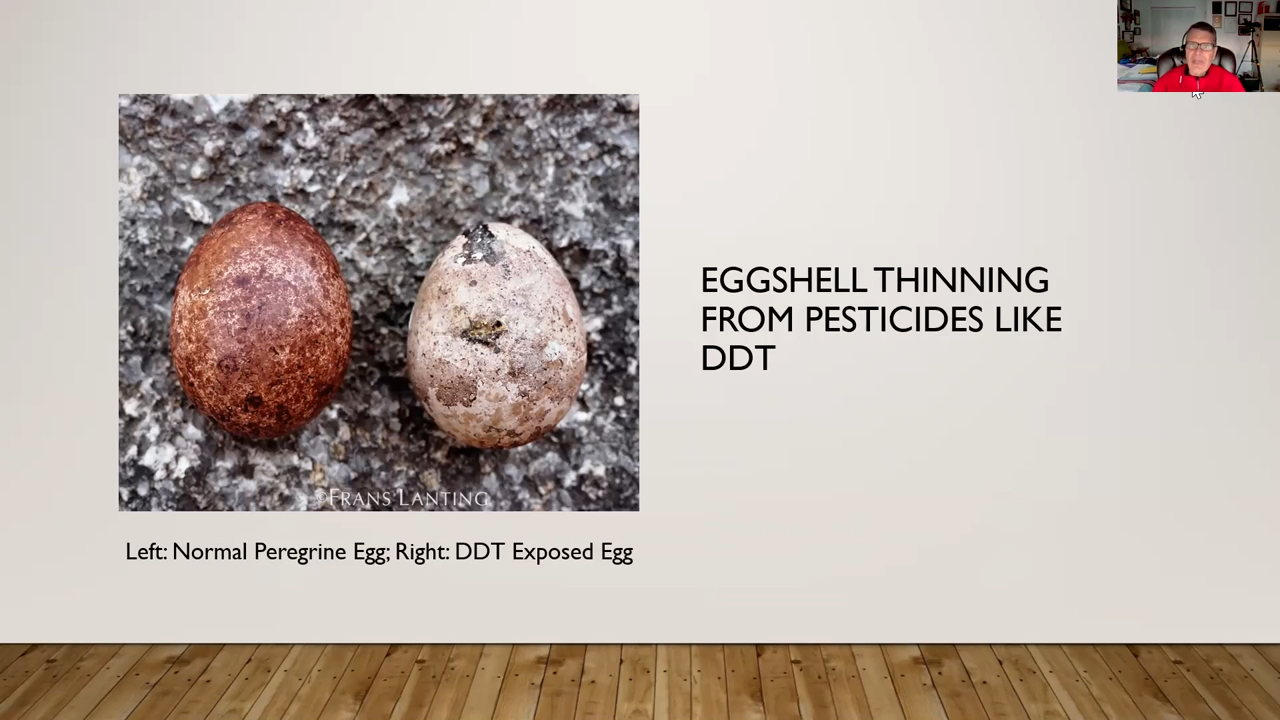 EGGSHELL THINNING
FROM PESTICIDES LIKE
DDT
©FRANS LANTING
Left: Normal Peregrine Egg; Right: DDT Exposed Egg